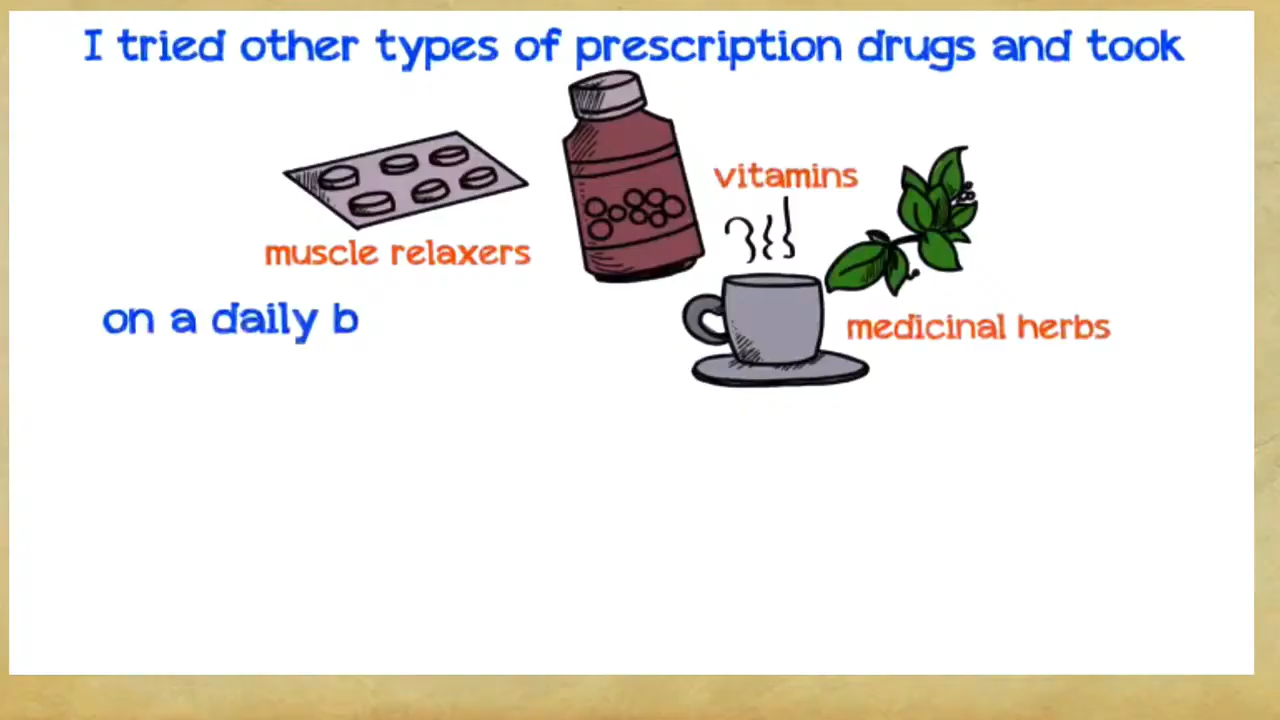 I tried other types of prescription drugs and took
vitamins
muscle relaxers
on a daily b
medicinal herbs